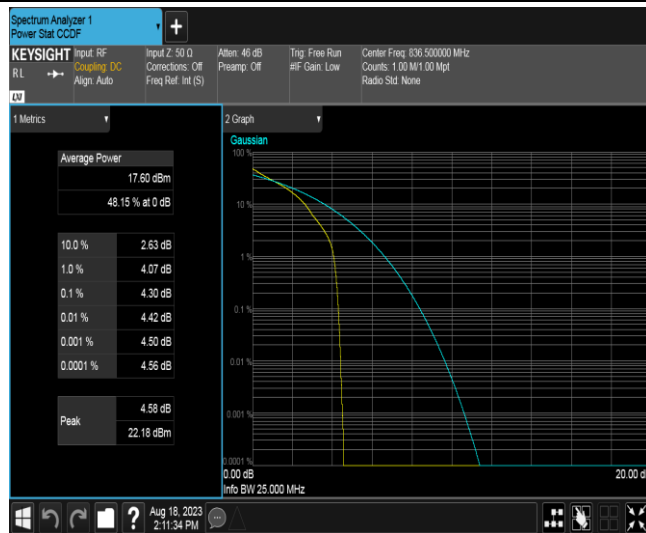 Spectrum Analyzer 1
Power Stat CCDF
KEYSIGHT
RL
Input: RF
Coupling: DC
Align: Auto
Input Z: 50 Ω
Corrections: Off
Freq Ref: Int (S)
Atten: 46 dB
Preamp: Off
Trig: Free Run
#IF Gain: Low
Center Freq: 836.500000 MHz
Counts: 1.00 M/1.00 Mpt
Radio Std: None
1 Metrics
Average Power
17.60 dBm
48.15 % at 0 dB
10.0 % 2.63 dB
1.0 % 4.07 dB
0.1 % 4.30 dB
0.01 % 4.42 dB
0.001 % 4.50 dB
0.0001 % 4.56 dB
Peak
4.58 dB
22.18 dBm
2 Graph
Gaussian
100 %
10 %
1 %
0.1 %
0.01 %
0.001 %
0.0001 %
0.00 dB
20.00 d
Info BW 25.000 MHz
?
Aug 18, 2023
2:11:34 PM